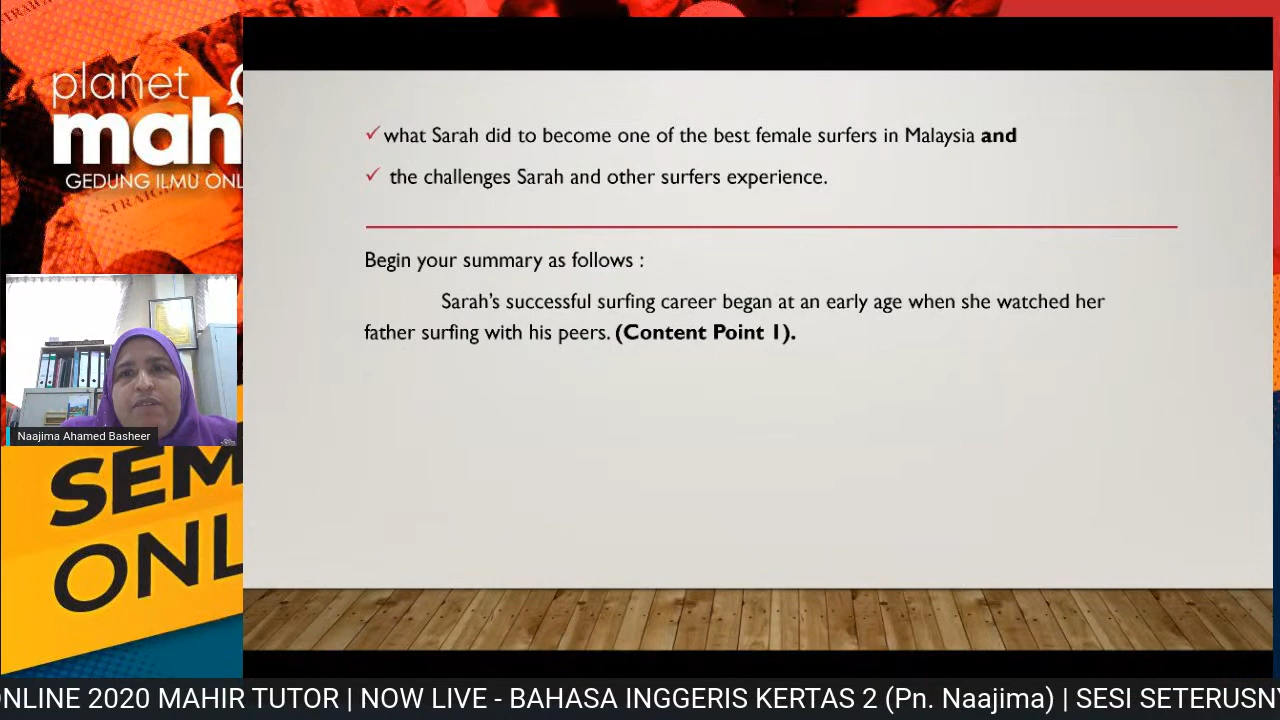 planet
mah
GEDUNG ILMU ONL
✓ what Sarah did to become one of the best female surfers in Malaysia and
✓ the challenges Sarah and other surfers experience.
Begin your summary as follows :
Sarah's successful surfing career began at an early age when she watched her
father surfing with his peers. (Content Point 1).
Naajima Ahamed Basheer
SEM
ONL
ONLINE 2020 MAHIR TUTOR | NOW LIVE - BAHASA INGGERIS KERTAS 2 (Pn. Naajima) | SESI SETERUSNY